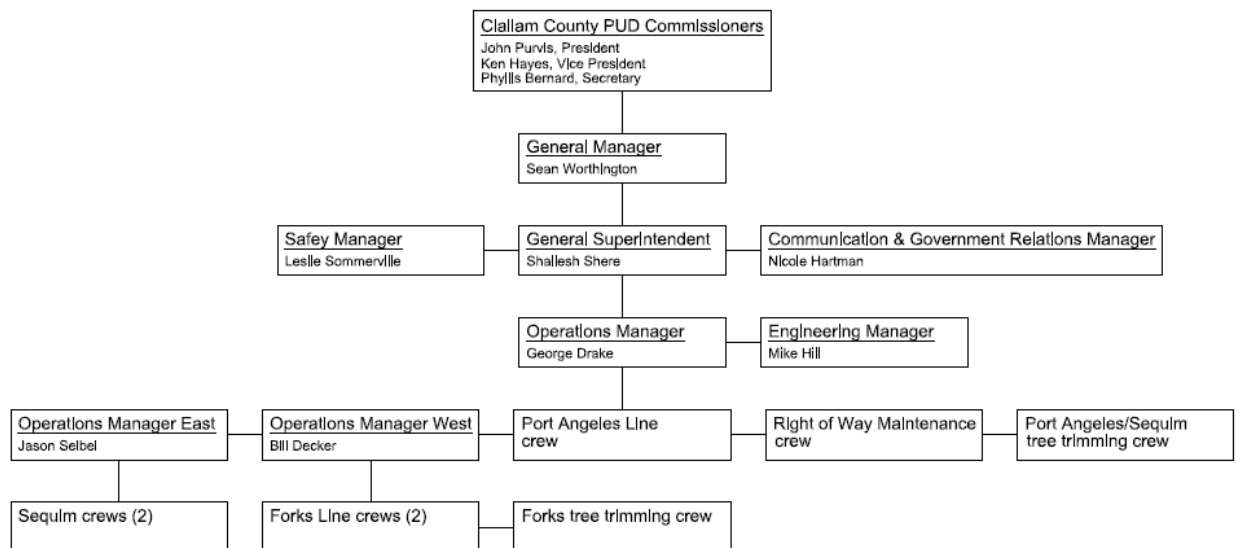 Clallam County PUD Commissioners
John Purvis, President
Ken Hayes, Vice President
Phyllis Bernard, Secretary
General Manager
Sean Worthington
Safey Manager
Leslie Sommerville
General Superintendent
Shailesh Shere
Communication & Government Relations Manager
Nicole Hartman
Operations Manager
George Drake
Engineering Manager
Mike Hill
Operations Manager East
Jason Seibel
Operations Manager West
Bill Decker
Port Angeles Line
crew
Right of Way Maintenance
crew
Port Angeles/Sequim
tree trimming crew
Sequim crews (2)
Forks Line crews (2)
Forks tree trimming crew